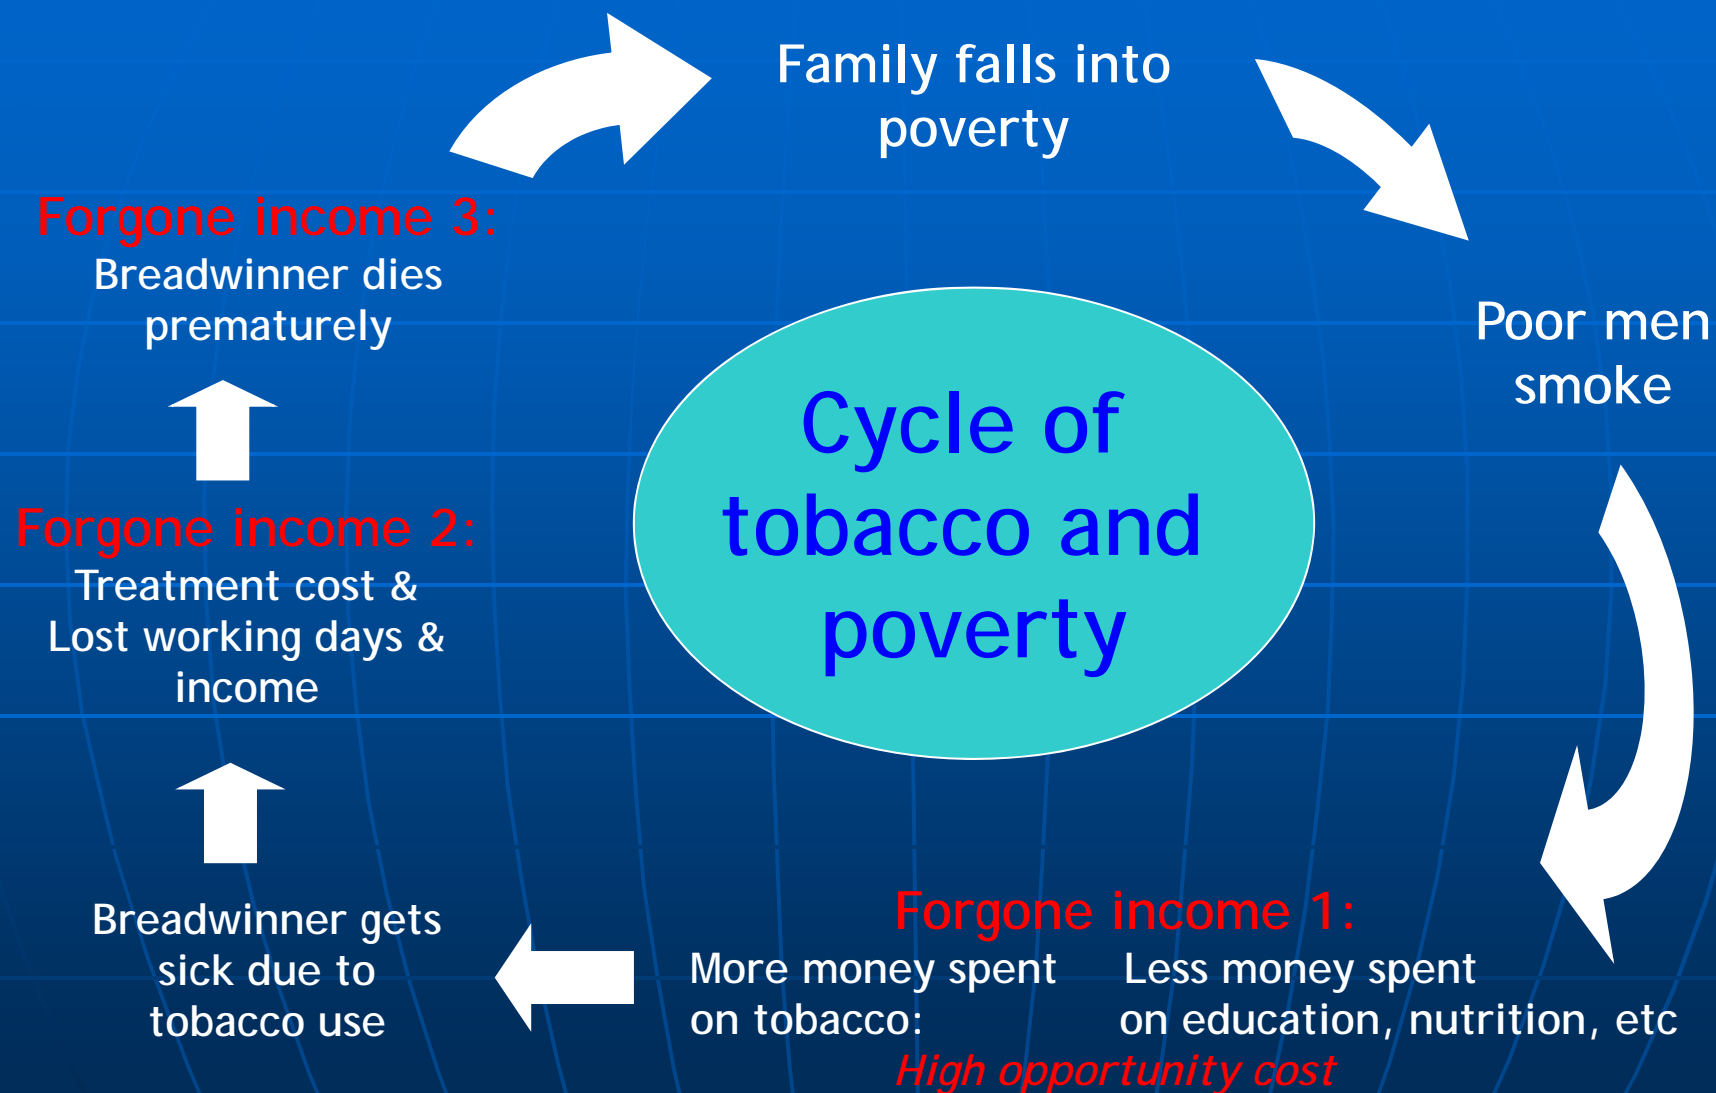 Family falls into
poverty
Poor men
smoke
Forgone income 1:
More money spent
on tobacco:
Less money spent
on education, nutrition, etc
High opportunity cost
Breadwinner gets
sick due to
tobacco use
Forgone income 2:
Treatment cost &
Lost working days &
income
Forgone income 3:
Breadwinner dies
prematurely
Cycle of
tobacco and
poverty